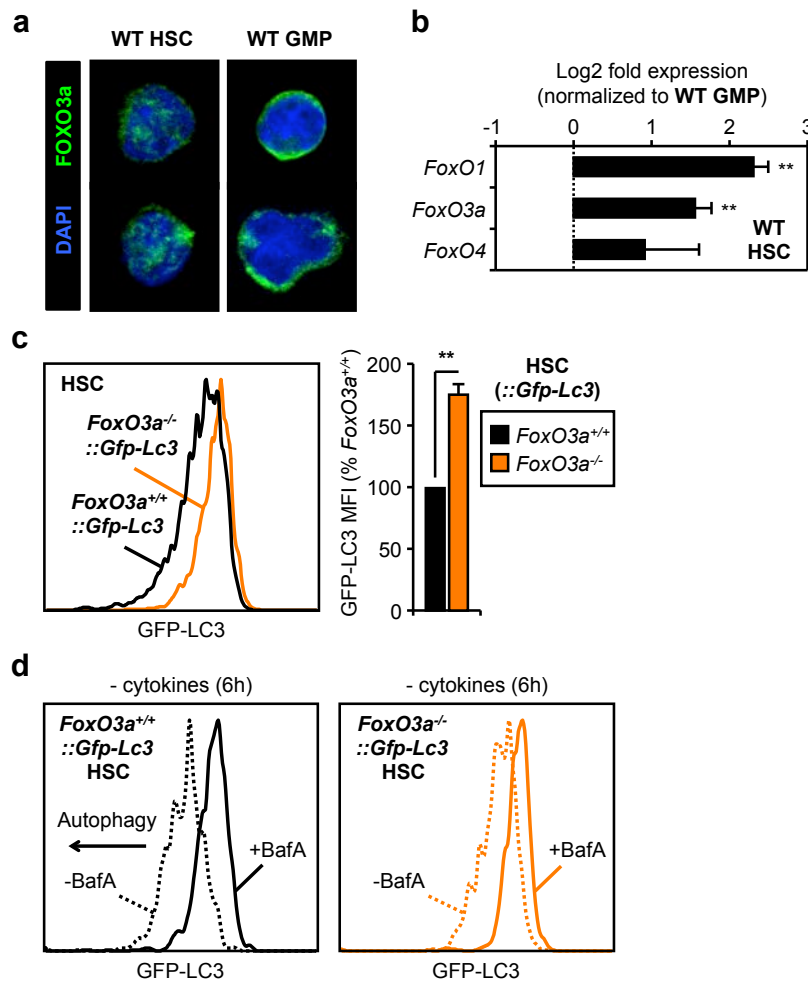 a
WT HSC
WT GMP
FOXO3a
DAPI
b
Log2 fold expression
(normalized to WT GMP)
-1 0 1 2 3
FoxO1 **
FoxO3a **
FoxO4
WT
HSC
c
HSC
FoxO3a-/-
::Gfp-Lc3
FoxO3a+/+
::Gfp-Lc3
GFP-LC3
GFP-LC3 MFI (% FoxO3a+/+)
200
150
100
50
0
**
HSC
(::Gfp-Lc3)
FoxO3a+/+
FoxO3a-/-
d
- cytokines (6h)
FoxO3a+/+
::Gfp-Lc3
HSC
Autophagy
-BafA
+BafA
GFP-LC3
- cytokines (6h)
FoxO3a-/-
::Gfp-Lc3
HSC
-BafA
+BafA
GFP-LC3